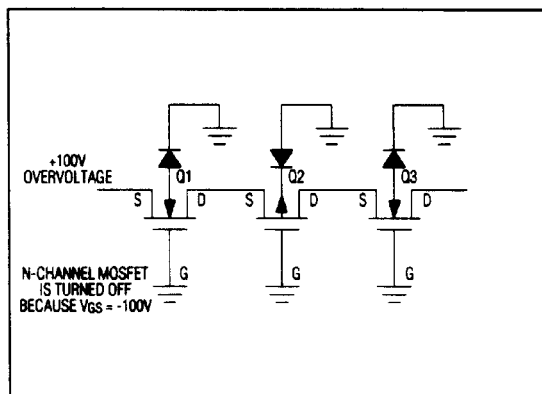 +100V
OVERVOLTAGE
Q1
Q2
Q3
S
D
S
D
S
D
G
G
G
N-CHANNEL MOSFET
IS TURNED OFF
BECAUSE VGS = -100V